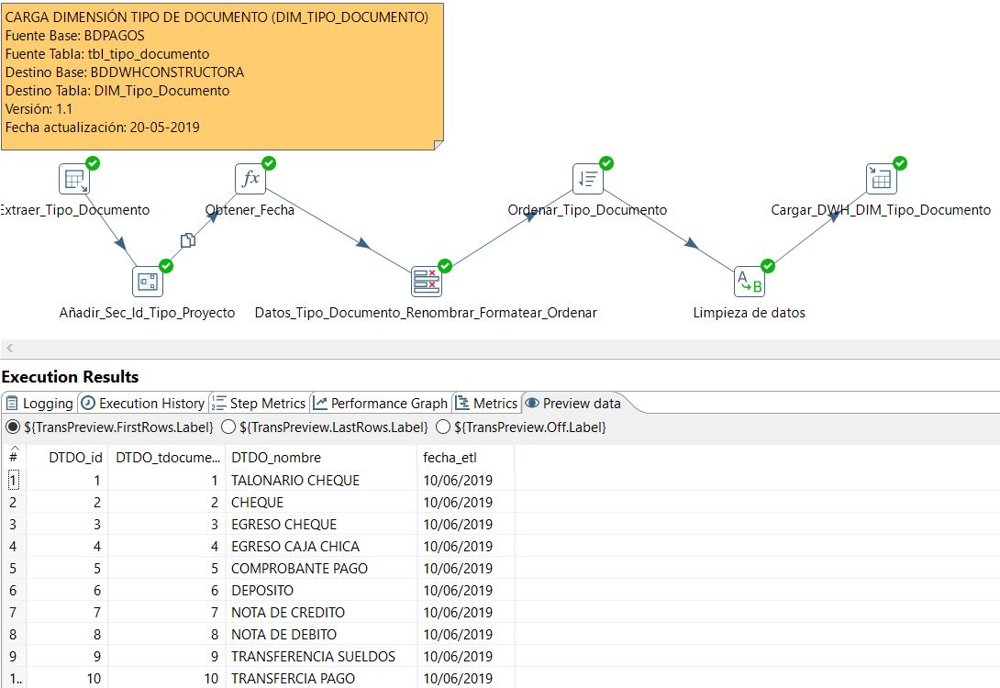 CARGA DIMENSIÓN TIPO DE DOCUMENTO (DIM_TIPO_DOCUMENTO)
Fuente Base: BDPAGOS
Fuente Tabla: tbl_tipo_documento
Destino Base: BDDWHCONSTRUCTORA
Destino Tabla: DIM_Tipo_Documento
Versión: 1.1
Fecha actualización: 20-05-2019
Extraer_Tipo_Documento Obtener_Fecha Ordenar_Tipo_Documento Cargar_DWH_DIM_Tipo_Documento
Añadir_Sec_Id_Tipo_Proyecto Datos_Tipo_Documento_Renombrar_Formatear_Ordenar Limpieza de datos
Execution Results
Logging Execution History Step Metrics Performance Graph Metrics Preview data
${TransPreview.FirstRows.Label} ${TransPreview.LastRows.Label} ${TransPreview.Off.Label}
# DTDO_id DTDO_tdocume... DTDO_nombre fecha_etl
1 1 1 TALONARIO CHEQUE 10/06/2019
2 2 2 CHEQUE 10/06/2019
3 3 3 EGRESO CHEQUE 10/06/2019
4 4 4 EGRESO CAJA CHICA 10/06/2019
5 5 5 COMPROBANTE PAGO 10/06/2019
6 6 6 DEPOSITO 10/06/2019
7 7 7 NOTA DE CREDITO 10/06/2019
8 8 8 NOTA DE DEBITO 10/06/2019
9 9 9 TRANSFERENCIA SUELDOS 10/06/2019
1... 10 10 TRANSFERCIA PAGO 10/06/2019